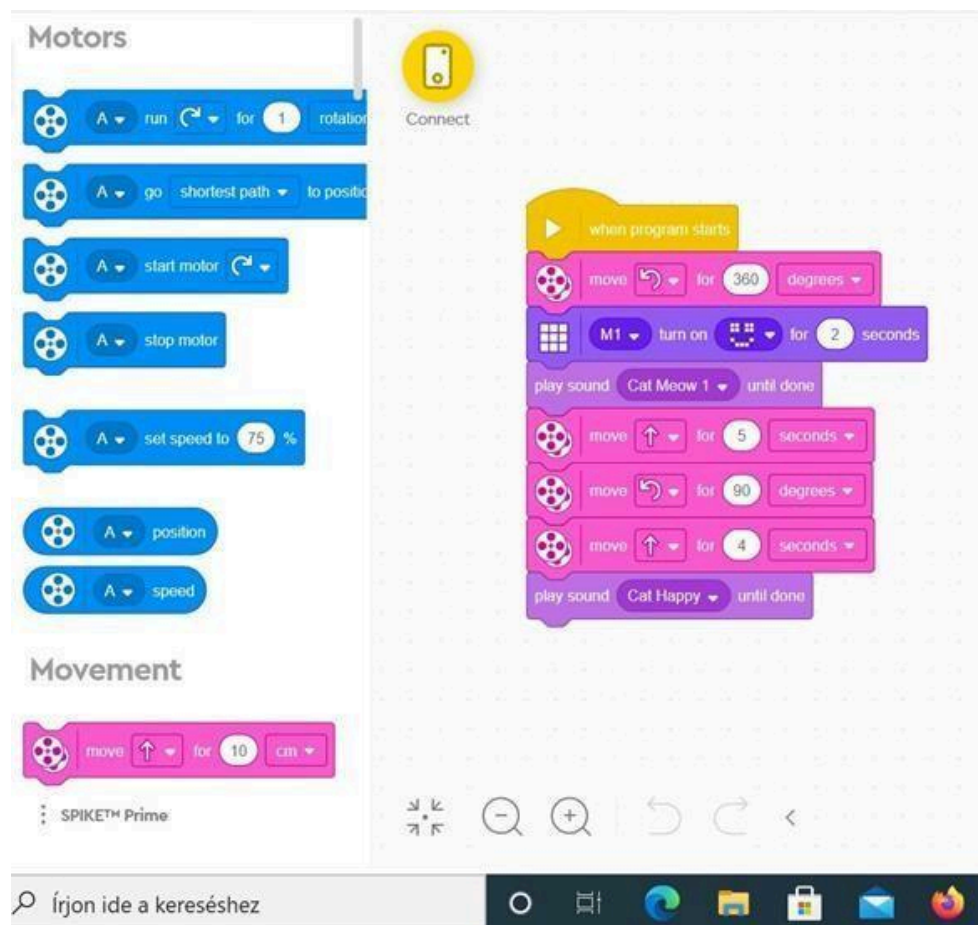 Motors
A run for 1 rotation
A go shortest path to positio
A start motor
A stop motor
A set speed to 75 %
A position
A speed
Movement
move for 10 cm
SPIKE™ Prime
Connect
when program starts
move for 360 degrees
M1 turn on for 2 seconds
play sound Cat Meow 1 until done
move for 5 seconds
move for 90 degrees
move for 4 seconds
play sound Cat Happy until done
Írjon ide a kereséshez